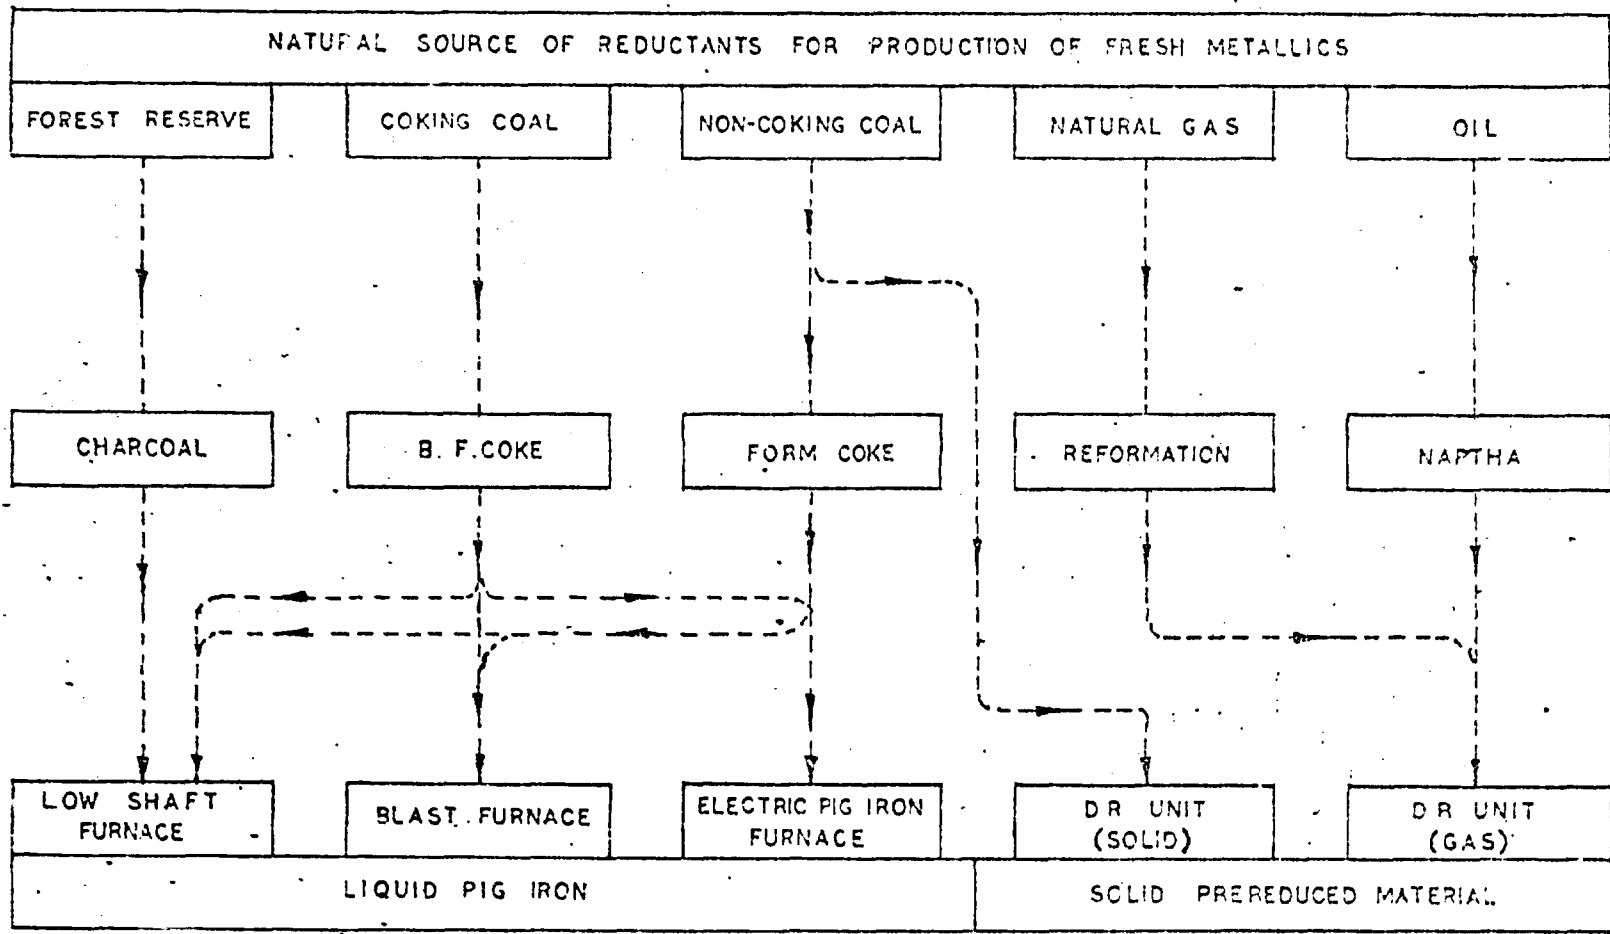 NATURAL SOURCE OF REDUCTANTS FOR PRODUCTION OF FRESH METALLICS
FOREST RESERVE
COKING COAL
NON-COKING COAL
NATURAL GAS
OIL
CHARCOAL
B. F. COKE
FORM COKE
REFORMATION
NAPTHA
LOW SHAFT
FURNACE
BLAST FURNACE
ELECTRIC PIG IRON
FURNACE
DR UNIT
(SOLID)
DR UNIT
(GAS)
LIQUID PIG IRON
SOLID PREREDUCED MATERIAL